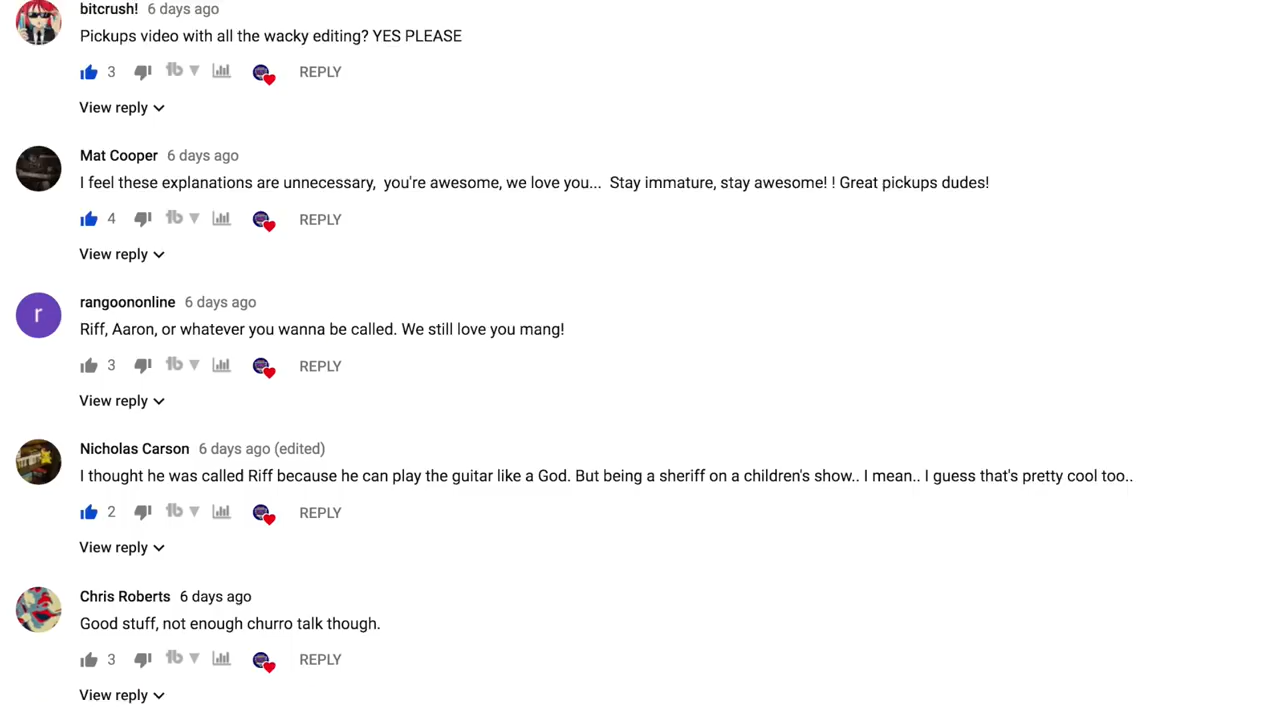 bitcrush! 6 days ago
Pickups video with all the wacky editing? YES PLEASE
3 tb REPLY
View reply
Mat Cooper 6 days ago
I feel these explanations are unnecessary,  you're awesome, we love you...  Stay immature, stay awesome! ! Great pickups dudes!
4 tb REPLY
View reply
r
rangoononline 6 days ago
Riff, Aaron, or whatever you wanna be called. We still love you mang!
3 tb REPLY
View reply
Nicholas Carson 6 days ago (edited)
I thought he was called Riff because he can play the guitar like a God. But being a sheriff on a children's show.. I mean.. I guess that's pretty cool too..
2 tb REPLY
View reply
Chris Roberts 6 days ago
Good stuff, not enough churro talk though.
3 tb REPLY
View reply